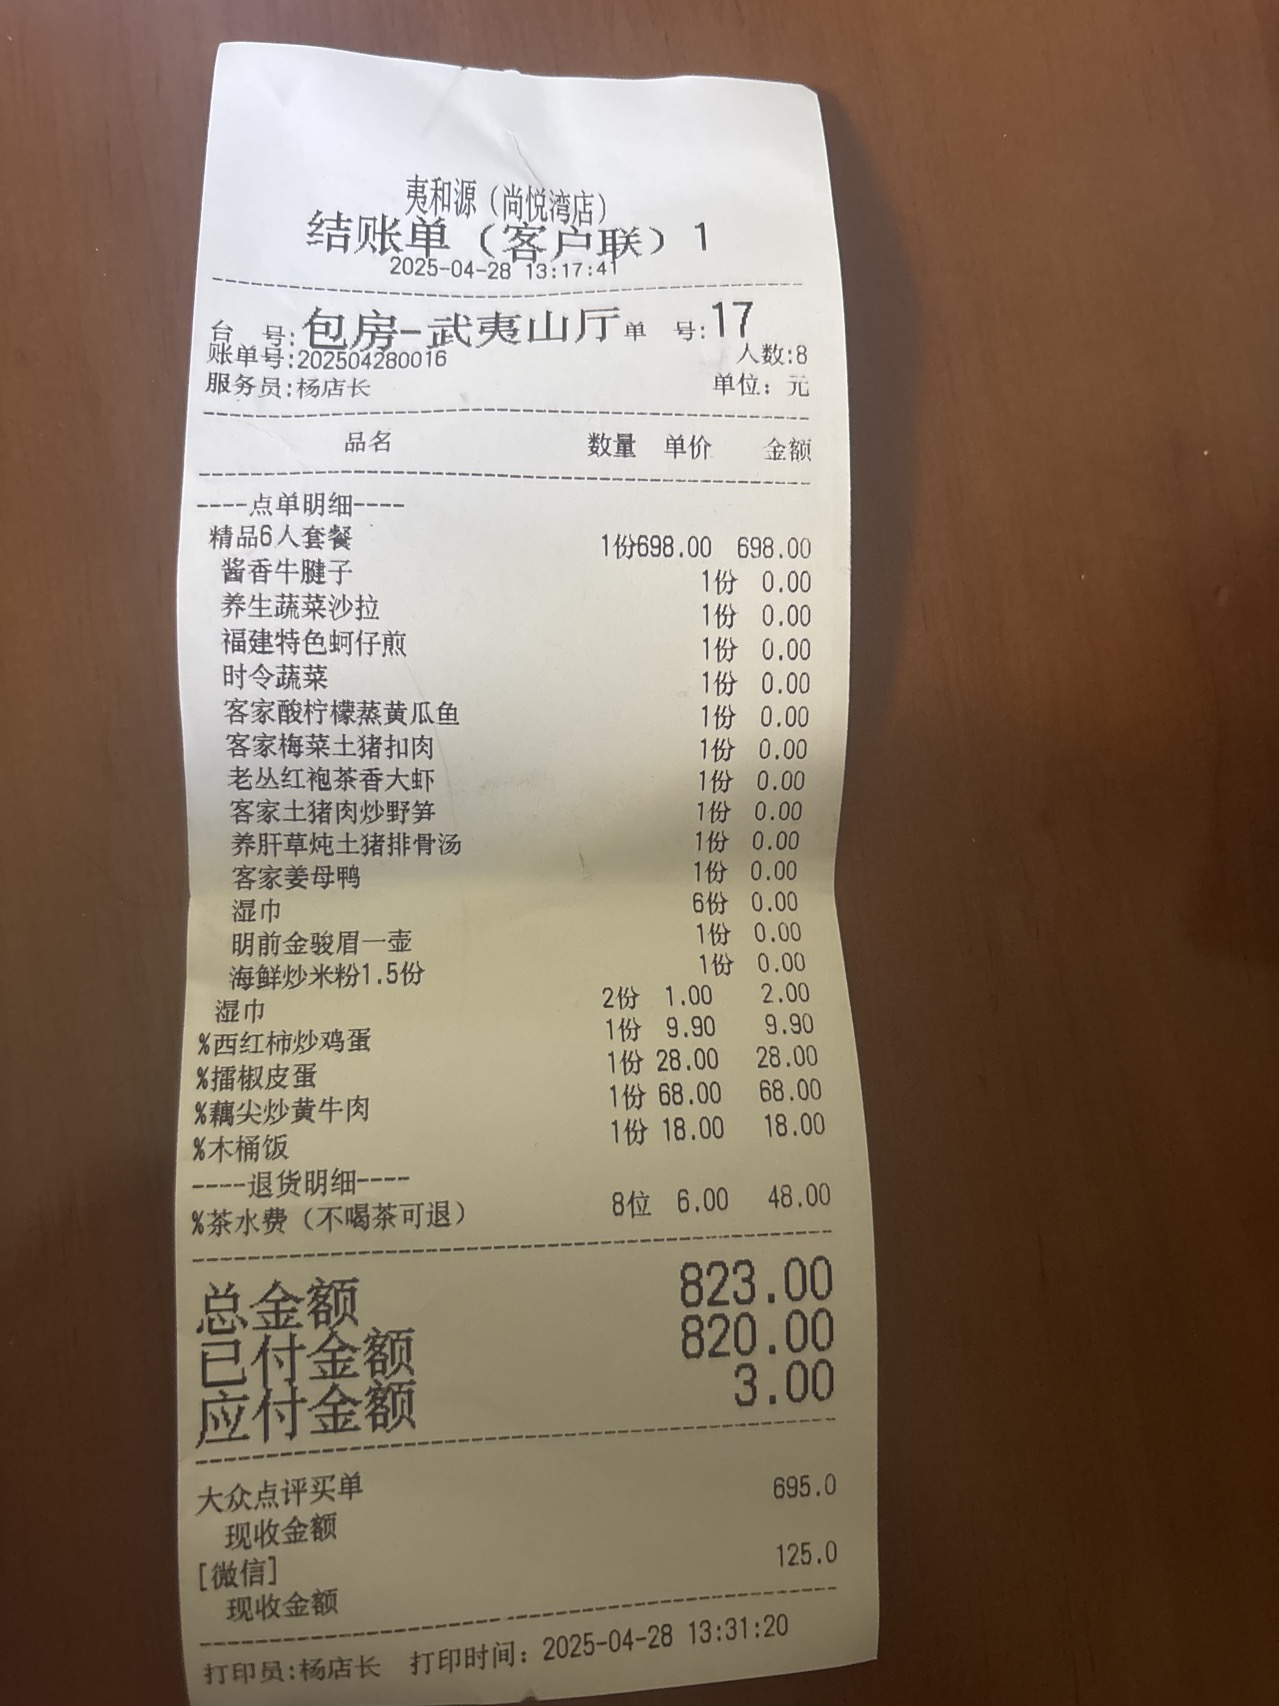 夷和源（尚悦湾店）
结账单（客户联）1
2025-04-28 13:17:41
台 号:包房-武夷山厅单 号:17
账单号:202504280016 人数:8
服务员:杨店长 单位：元
品名 数量 单价 金额
----点单明细----
精品6人套餐 1份698.00 698.00
酱香牛腱子 1份 0.00
养生蔬菜沙拉 1份 0.00
福建特色蚵仔煎 1份 0.00
时令蔬菜 1份 0.00
客家酸柠檬蒸黄瓜鱼 1份 0.00
客家梅菜土猪扣肉 1份 0.00
老丛红袍茶香大虾 1份 0.00
客家土猪肉炒野笋 1份 0.00
养肝草炖土猪排骨汤 1份 0.00
客家姜母鸭 1份 0.00
湿巾 6份 0.00
明前金骏眉一壶 1份 0.00
海鲜炒米粉1.5份 1份 0.00
湿巾 2份 1.00 2.00
%西红柿炒鸡蛋 1份 9.90 9.90
%擂椒皮蛋 1份 28.00 28.00
%藕尖炒黄牛肉 1份 68.00 68.00
%木桶饭 1份 18.00 18.00
----退货明细----
%茶水费（不喝茶可退） 8位 6.00 48.00
总金额 823.00
已付金额 820.00
应付金额 3.00
大众点评买单
现收金额 695.0
[微信]
现收金额 125.0
打印员:杨店长 打印时间：2025-04-28 13:31:20